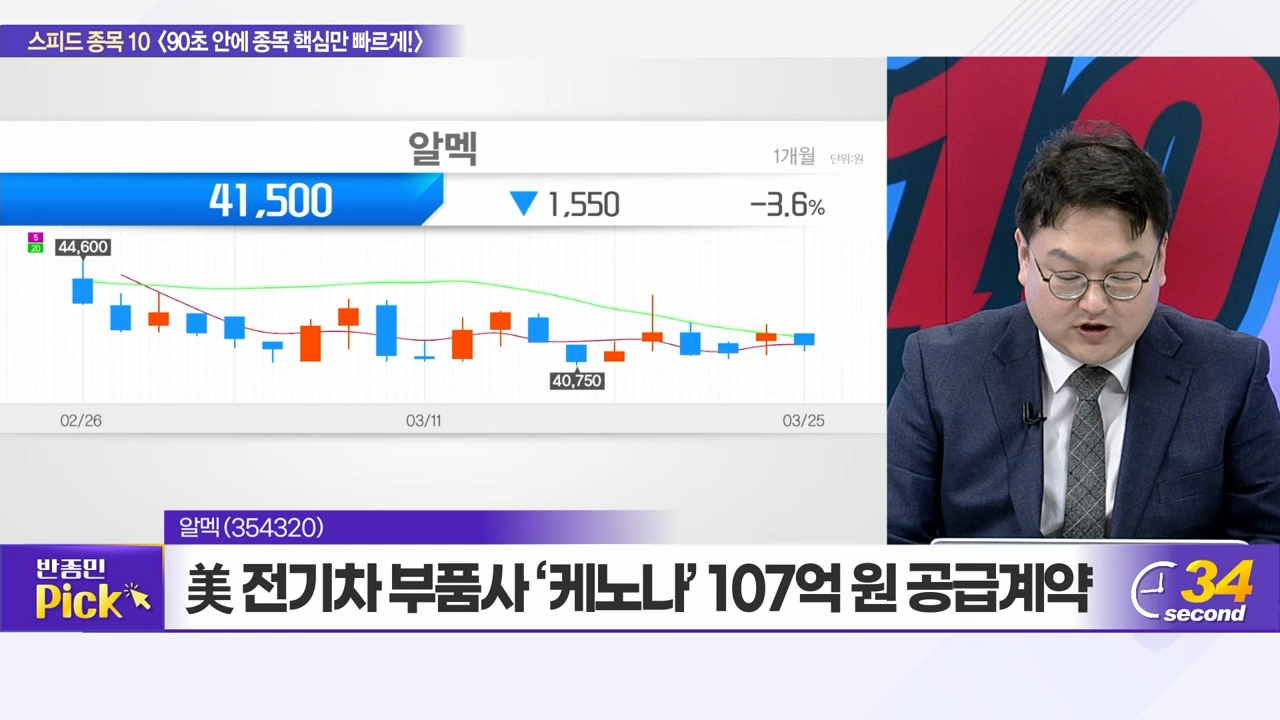 스피드 종목 10 〈90초 안에 종목 핵심만 빠르게!〉
알멕
1개월 단위:원
41,500 ▼ 1,550 -3.6%
5
20
44,600
40,750
02/26 03/11 03/25
알멕(354320)
반종민
Pick
美 전기차 부품사 ‘케노나’ 107억 원 공급계약
34
second
10